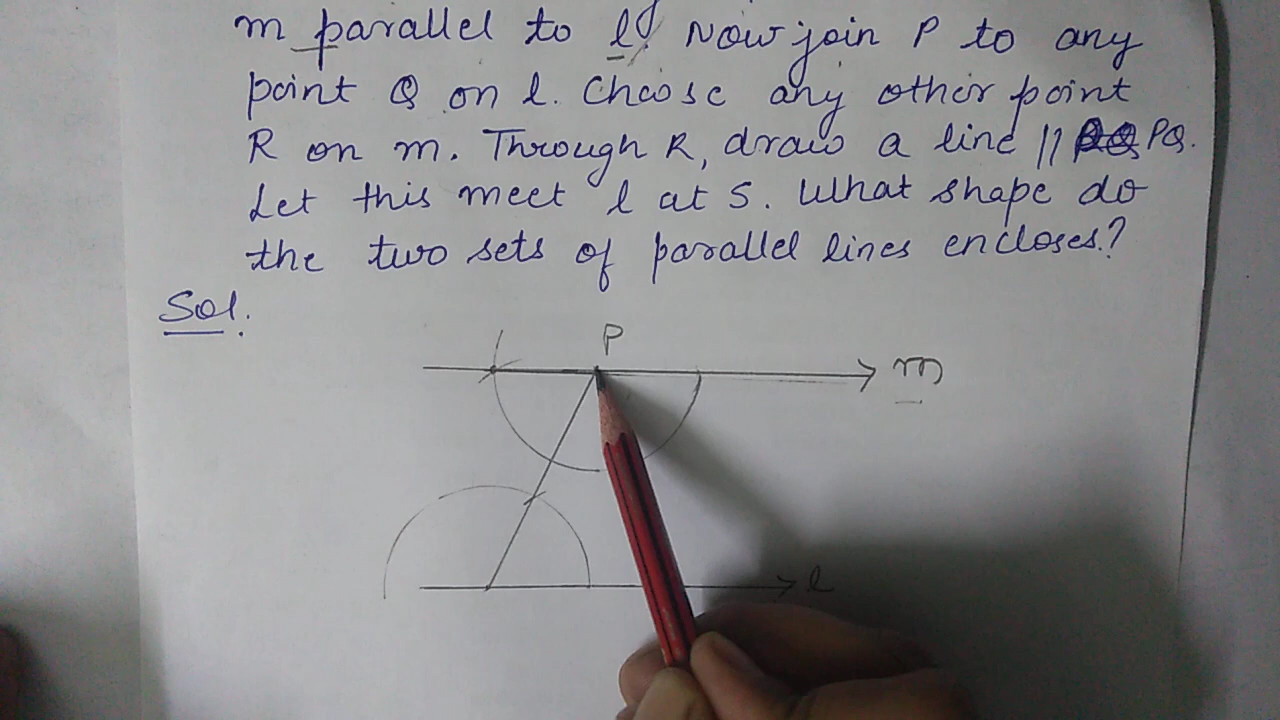 m parallel to l. Now join P to any
point Q on l. Choose any other point
R on m. Through R, draw a line || PQ.
Let this meet l at S. What shape do
the two sets of parallel lines encloses?
Sol.
P
m
l